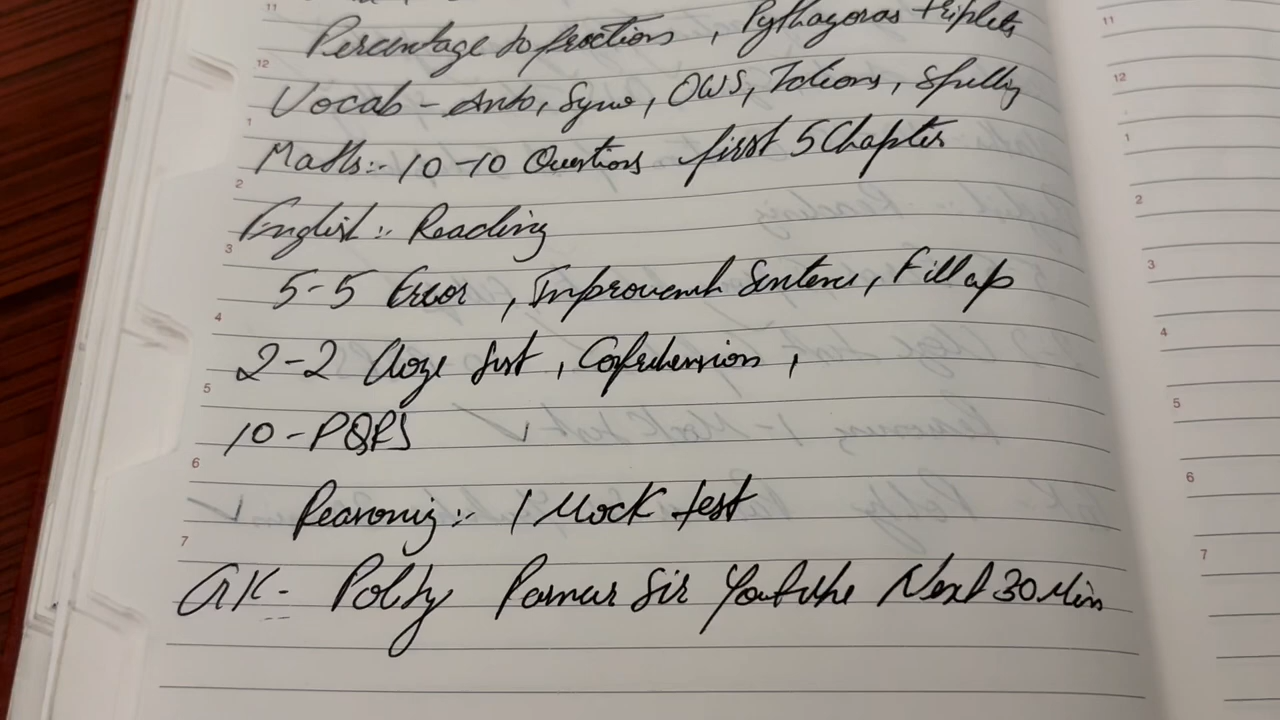 Percentage to fractions, Pythagoras triplets
Vocab - Anto, Syno, OWS, Idioms, Spelling
Maths:- 10-10 Questions first 5 Chapter
English:- Reading
5-5 Error, Improvement Sentence, Fill up
2-2 Cloze test, Comprehension,
10-PQRS
Reasoning:- 1 Mock test
GK- Polity Parmar Sir Youtube Next 30 Min